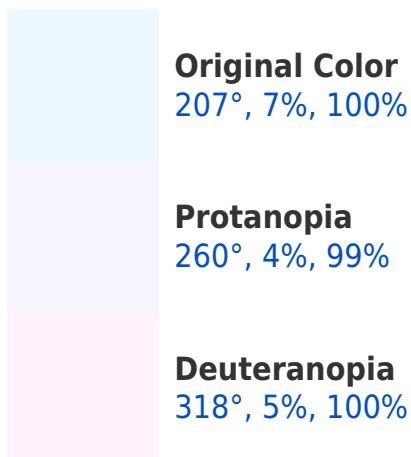 Original Color
207°, 7%, 100%
Protanopia
260°, 4%, 99%
Deuteranopia
318°, 5%, 100%